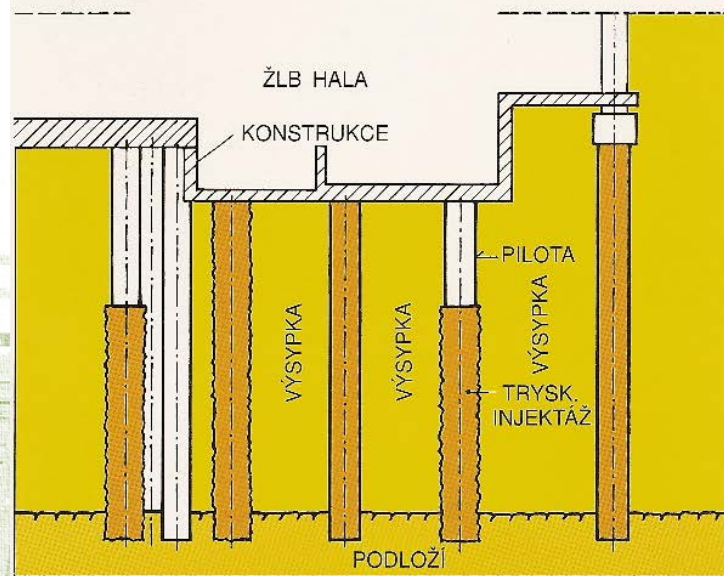 ŽLB HALA
KONSTRUKCE
PILOTA
VÝSYPKA
VÝSYPKA
VÝSYPKA
TRYSK.
INJEKTÁŽ
PODLOŽÍ